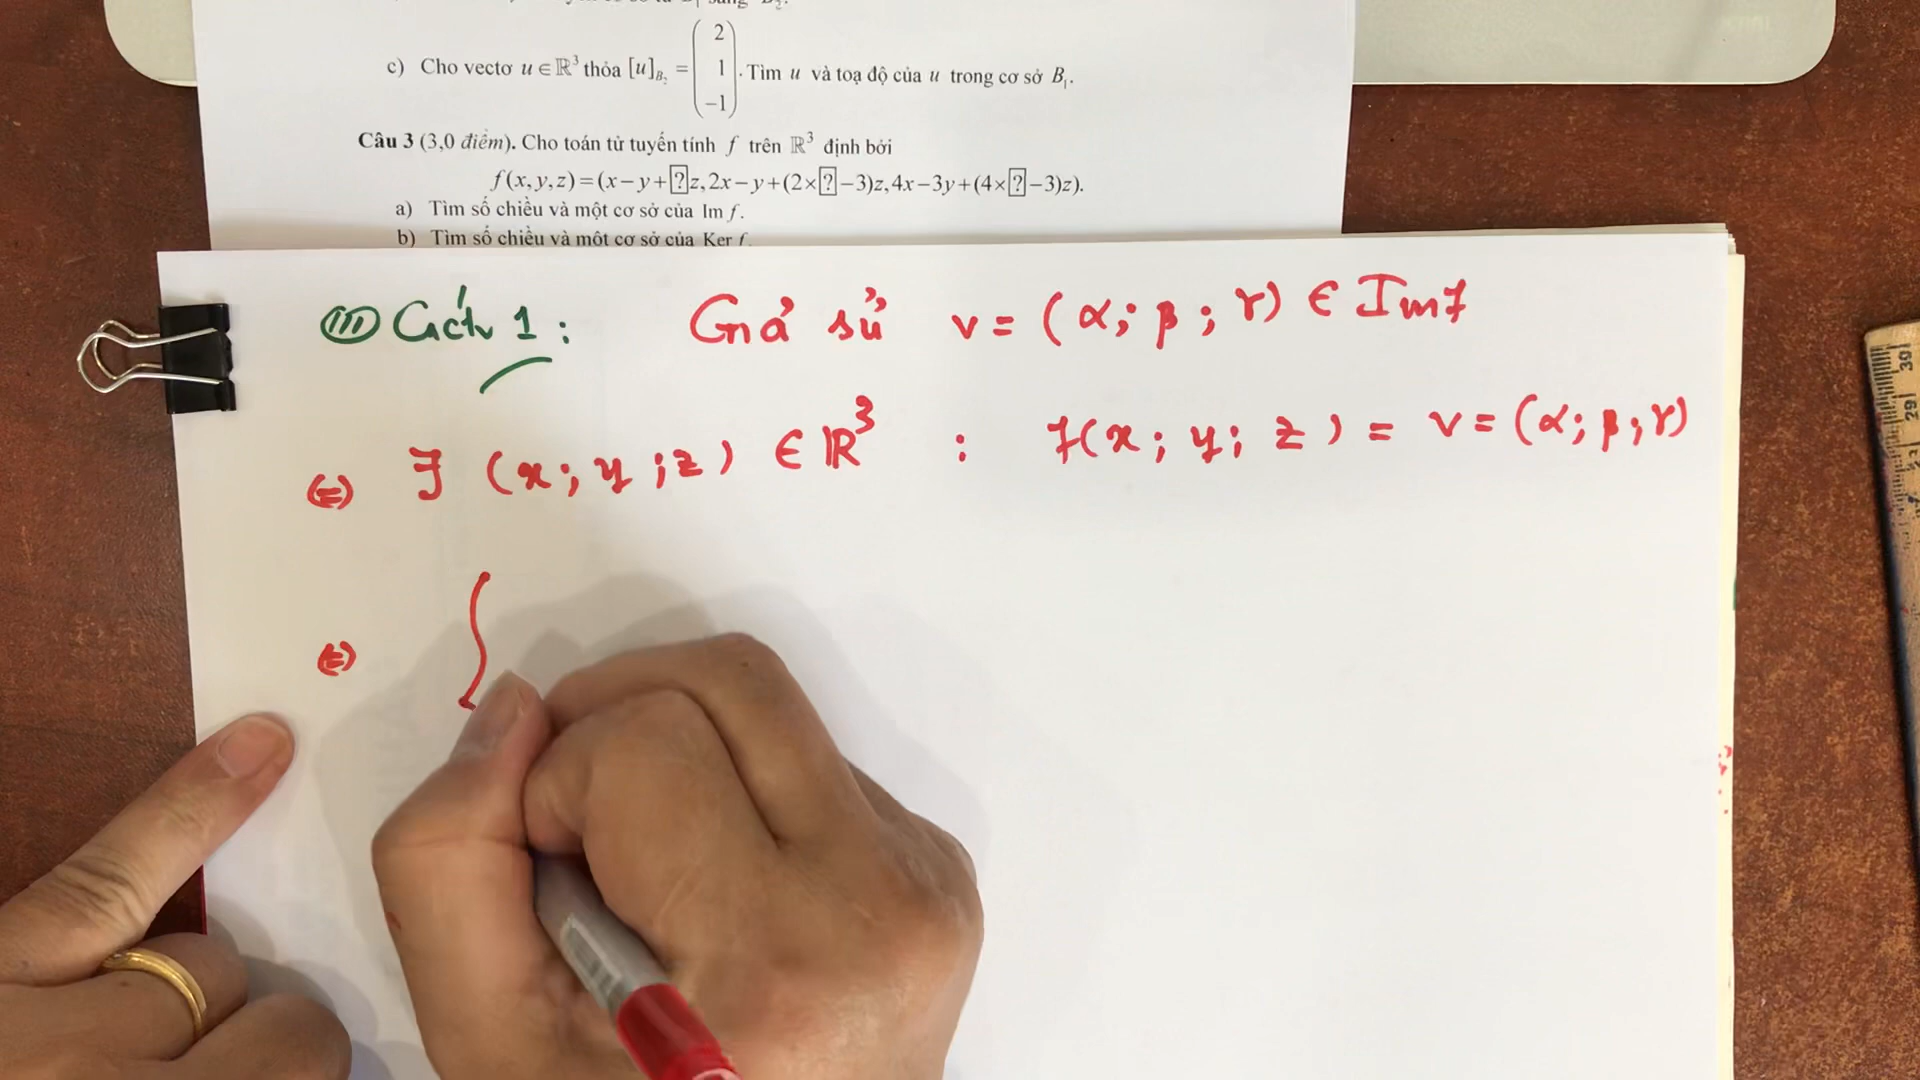 c) Cho vectơ u ∈ ℝ³ thỏa [u]_{B₂} = (2 1 −1). Tìm u và toạ độ của u trong cơ sở B₁.
Câu 3 (3,0 điểm). Cho toán tử tuyến tính f trên ℝ³ định bởi
f(x,y,z)=(x−y+[?]z,2x−y+(2×[?]−3)z,4x−3y+(4×[?]−3)z).
a) Tìm số chiều và một cơ sở của Im f.
b) Tìm số chiều và một cơ sở của Ker f
(III) Cách 1: Giả sử v = (α; β; γ) ∈ Imf
(=) ∃ (x; y; z) ∈ ℝ³ : f(x; y; z) = v = (α; β; γ)
(=) {
30
29